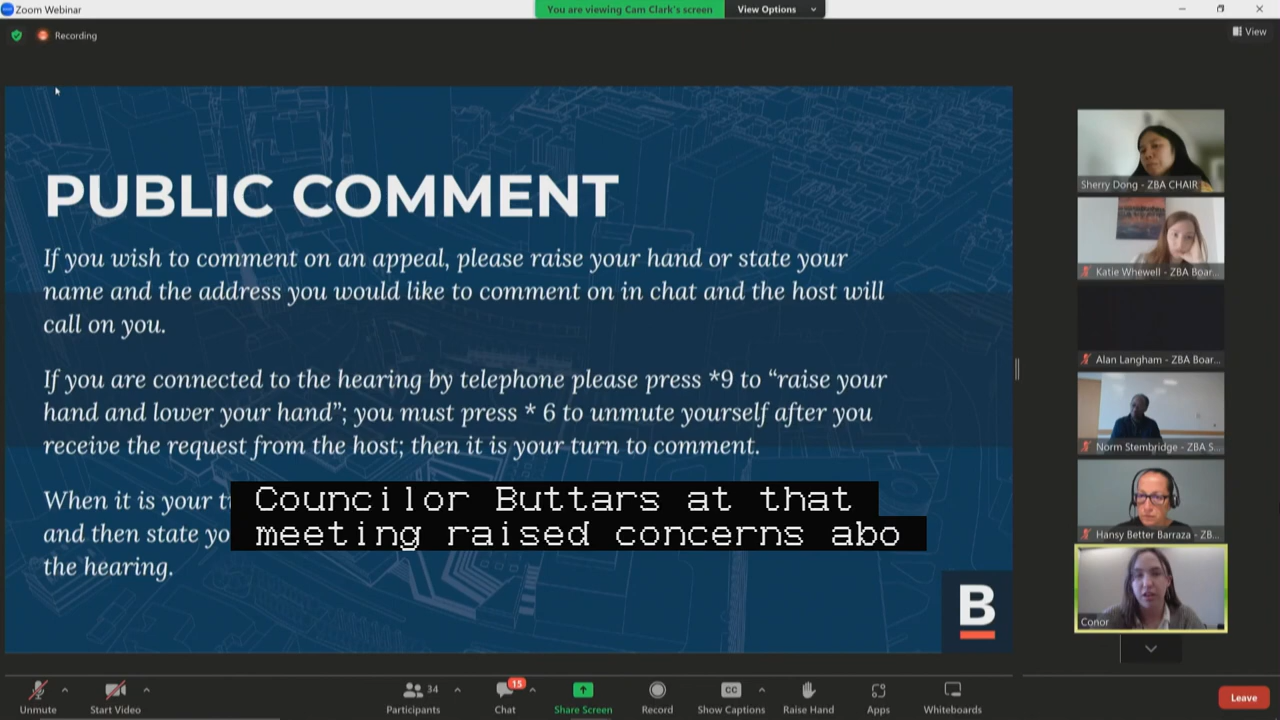 Zoom Webinar
You are viewing Cam Clark's screen
View Options
Recording
View
PUBLIC COMMENT
If you wish to comment on an appeal, please raise your hand or state your
name and the address you would like to comment on in chat and the host will
call on you.
If you are connected to the hearing by telephone please press *9 to “raise your
hand and lower your hand”; you must press * 6 to unmute yourself after you
receive the request from the host; then it is your turn to comment.
When it is your t
and then state yo
the hearing.
Councilor Buttars at that
meeting raised concerns abo
B
Sherry Dong - ZBA CHAIR
Katie Whewell - ZBA Boar...
Alan Langham - ZBA Boar...
Norm Stembridge - ZBA S...
Hansy Better Barraza - ZB...
Conor
Unmute
Start Video
Participants
34
Chat
15
Share Screen
Record
CC
Show Captions
Raise Hand
Apps
Whiteboards
Leave